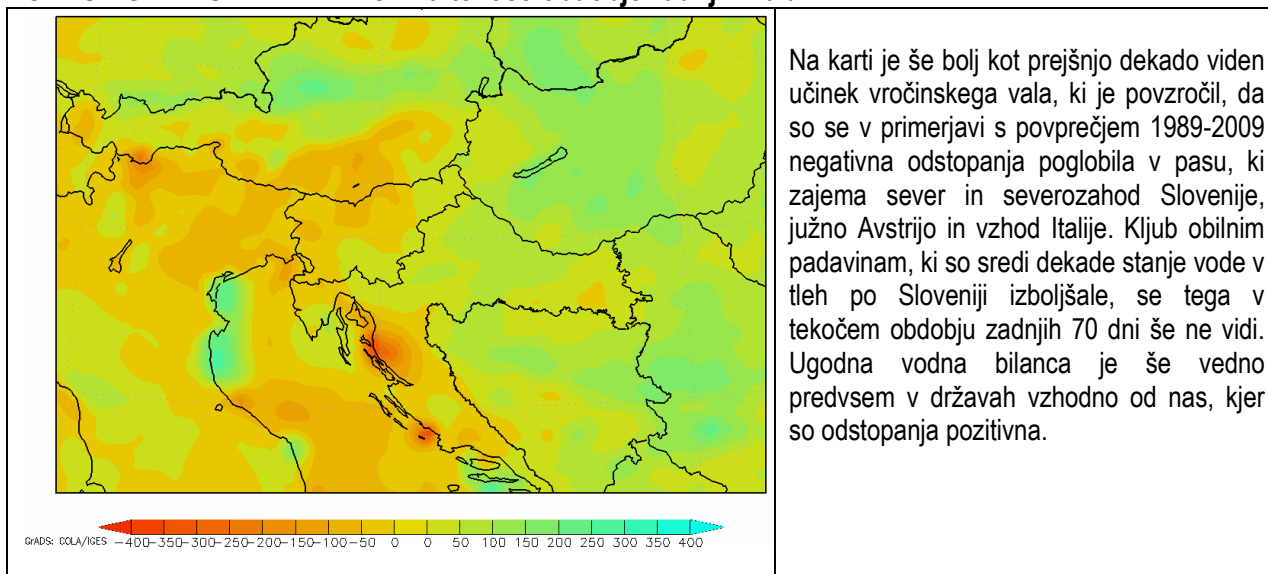 Na karti je še bolj kot prejšnjo dekado viden
učinek vročinskega vala, ki je povzročil, da
so se v primerjavi s povprečjem 1989-2009
negativna odstopanja poglobila v pasu, ki
zajema sever in severozahod Slovenije,
južno Avstrijo in vzhod Italije. Kljub obilnim
padavinam, ki so sredi dekade stanje vode v
tleh po Sloveniji izboljšale, se tega v
tekočem obdobju zadnjih 70 dni še ne vidi.
Ugodna vodna bilanca je še vedno
predvsem v državah vzhodno od nas, kjer
so odstopanja pozitivna.
GrADS: COLA/IGES -400-350-300-250-200-150-100-50 0 0 50 100 150 200 250 300 350 400